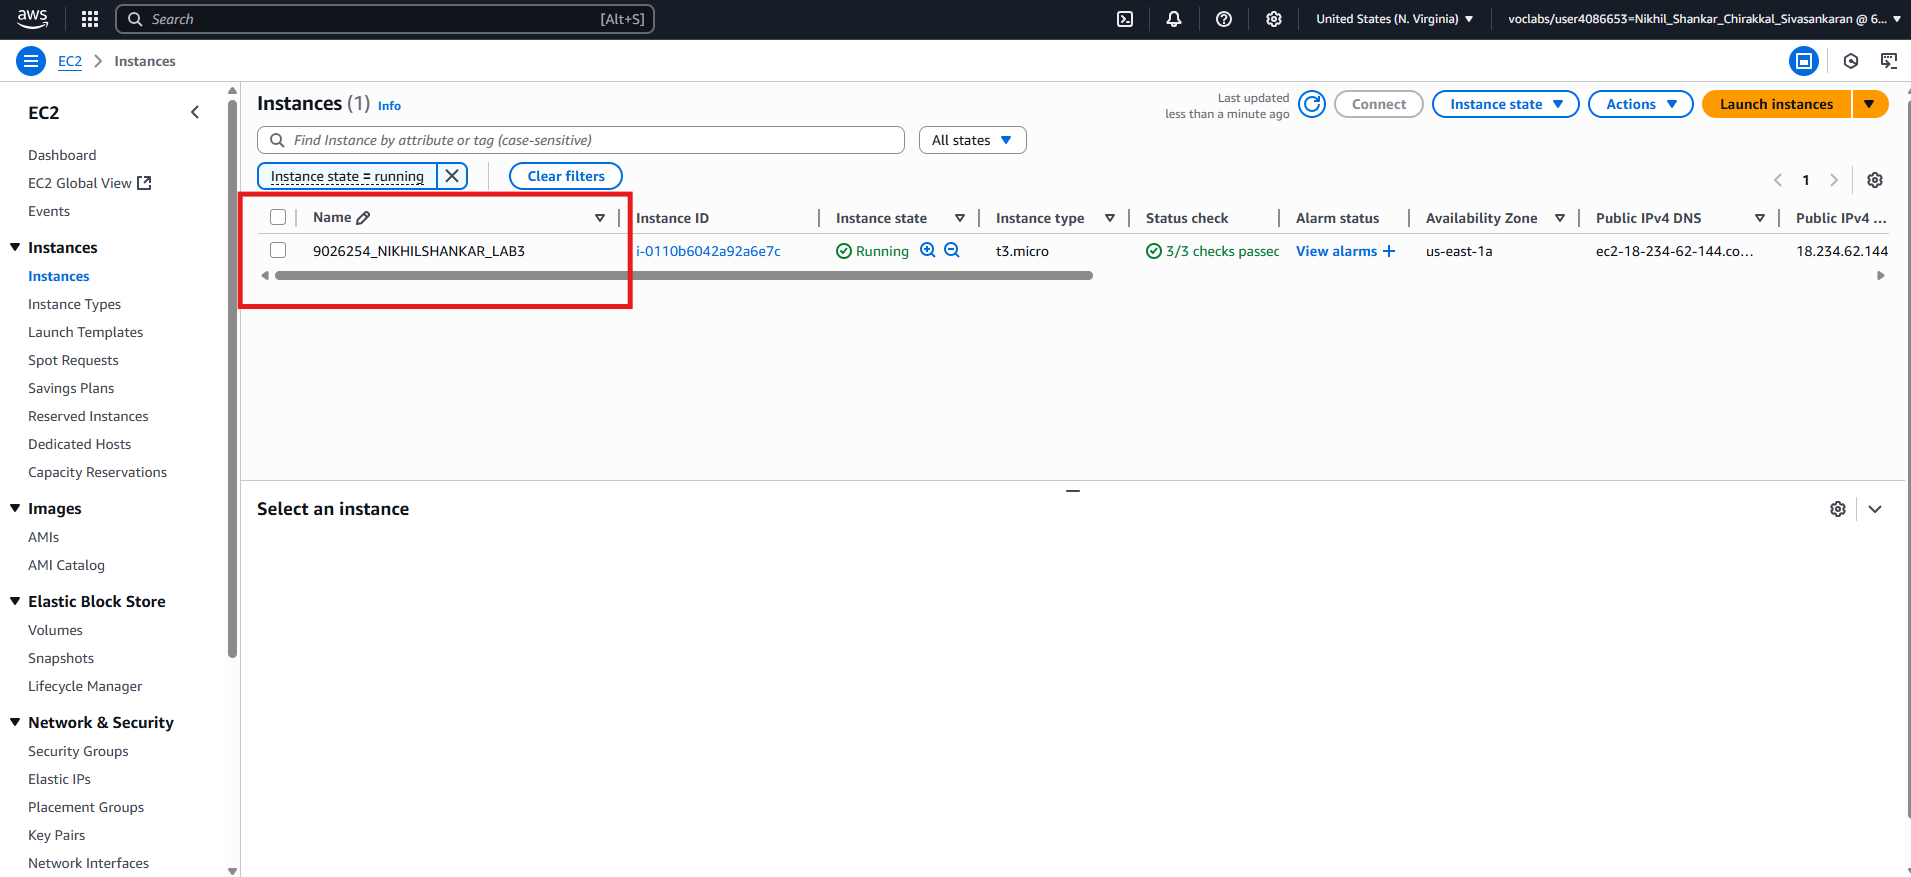 aws
Search [Alt+S]
United States (N. Virginia)
voclabs/user4086653=Nikhil_Shankar_Chirakkal_Sivasankaran @ 6...
EC2 Instances
EC2
Dashboard
EC2 Global View
Events
Instances
Instances
Instance Types
Launch Templates
Spot Requests
Savings Plans
Reserved Instances
Dedicated Hosts
Capacity Reservations
Images
AMIs
AMI Catalog
Elastic Block Store
Volumes
Snapshots
Lifecycle Manager
Network & Security
Security Groups
Elastic IPs
Placement Groups
Key Pairs
Network Interfaces
Instances (1) Info
Last updated
less than a minute ago
Connect
Instance state
Actions
Launch instances
Find Instance by attribute or tag (case-sensitive)
All states
Instance state = running
Clear filters
1
Name Instance ID Instance state Instance type Status check Alarm status Availability Zone Public IPv4 DNS Public IPv4 ...
9026254_NIKHILSHANKAR_LAB3 i-0110b6042a92a6e7c Running t3.micro 3/3 checks passec View alarms + us-east-1a ec2-18-234-62-144.co... 18.234.62.144
Select an instance